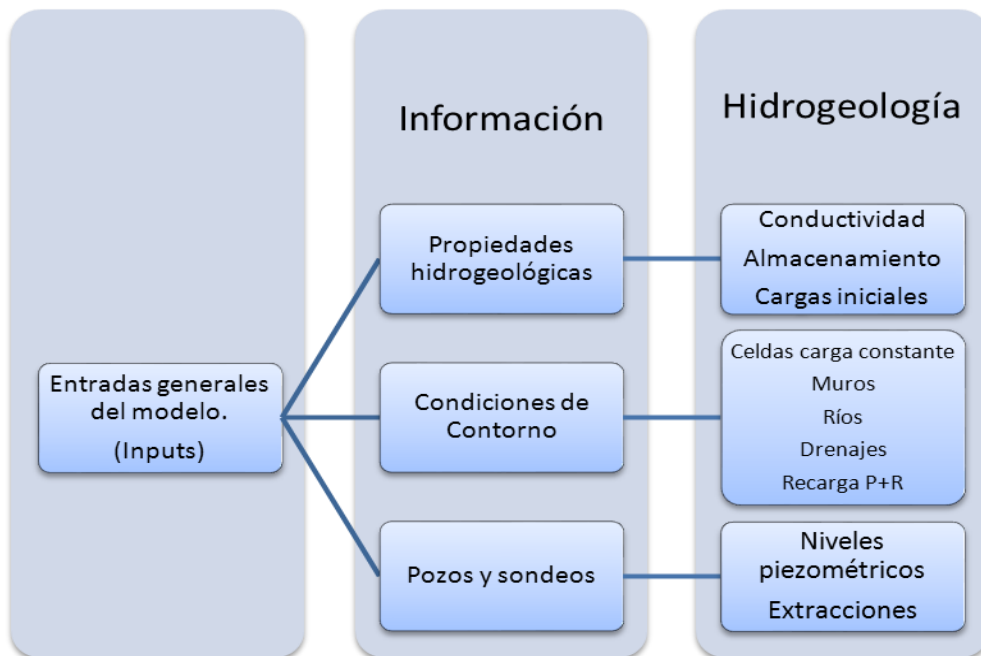 Información
Hidrogeología
Entradas generales
del modelo.
(Inputs)
Propiedades
hidrogeológicas
Condiciones de
Contorno
Pozos y sondeos
Conductividad
Almacenamiento
Cargas iniciales
Celdas carga constante
Muros
Ríos
Drenajes
Recarga P+R
Niveles
piezométricos
Extracciones